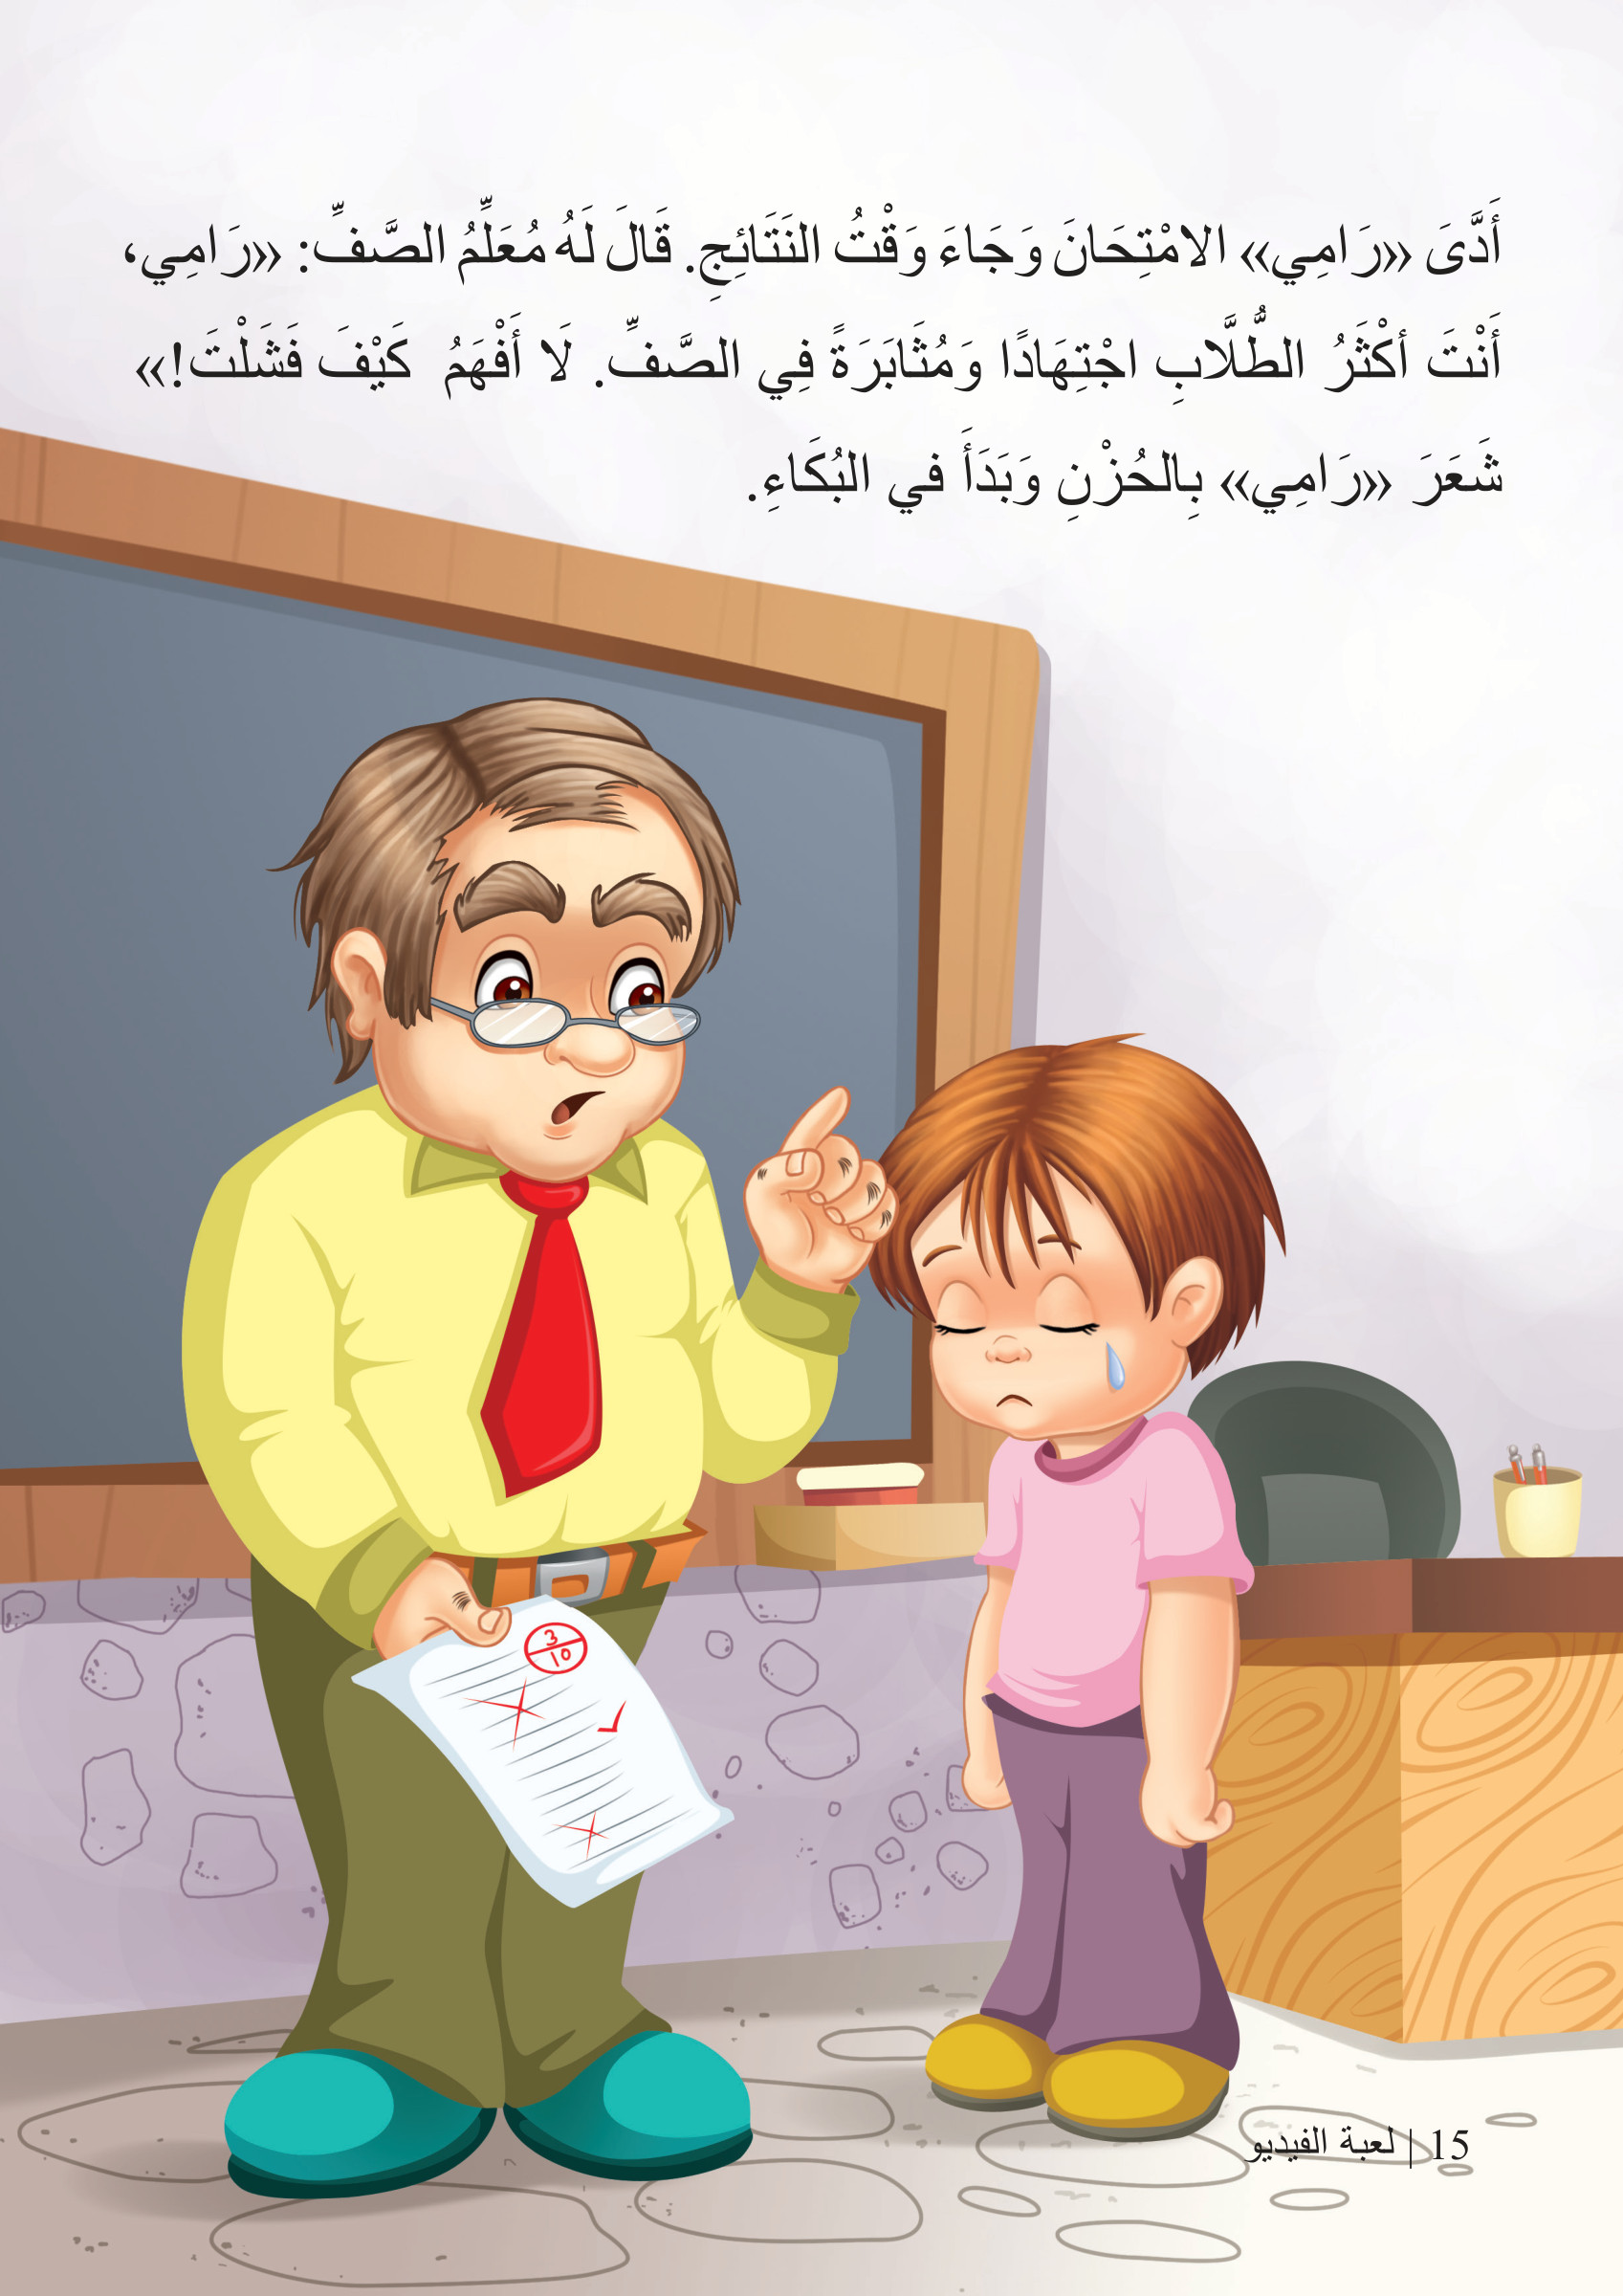 أَدَّىَ «رَامِي» الامْتِحَانَ وَجَاءَ وَقْتُ النَتَائِجِ. قَالَ لَهُ مُعَلِّمُ الصَّفِّ: «رَامِي،
أَنْتَ أكْثَرُ الطُّلَّابِ اجْتِهَادًا وَمُثَابَرَةً فِي الصَّفِّ. لَا أَفْهَمُ كَيْفَ فَشَلْتَ!»
شَعَرَ «رَامِي» بِالحُزْنِ وَبَدَأَ في البُكَاءِ.
3
10
15 | لعبة الفيديو